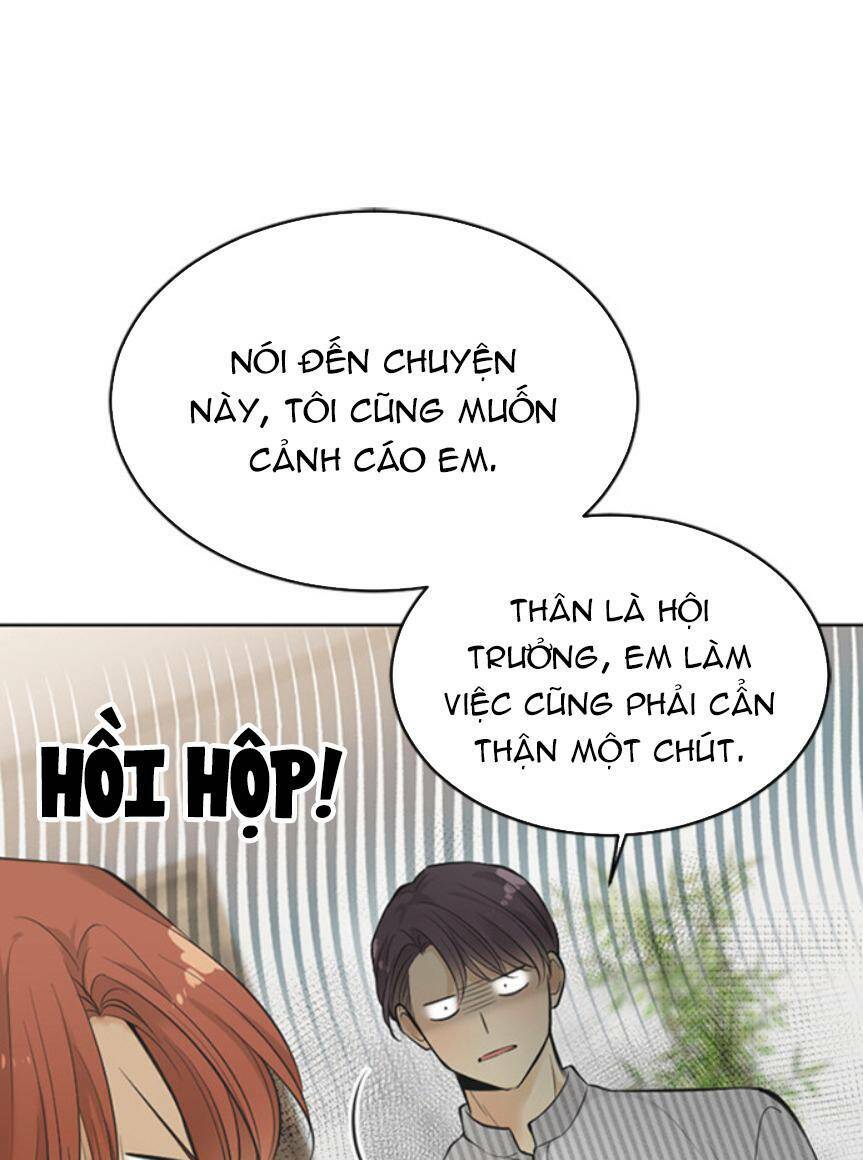 NÓI ĐẾN CHUYỆN
NÀY, TÔI CŨNG MUỐN
CẢNH CÁO EM.
THÂN LÀ HỘI
TRƯỞNG, EM LÀM
VIỆC CŨNG PHẢI CẨN
THẬN MỘT CHÚT.
HỒI HỘP!